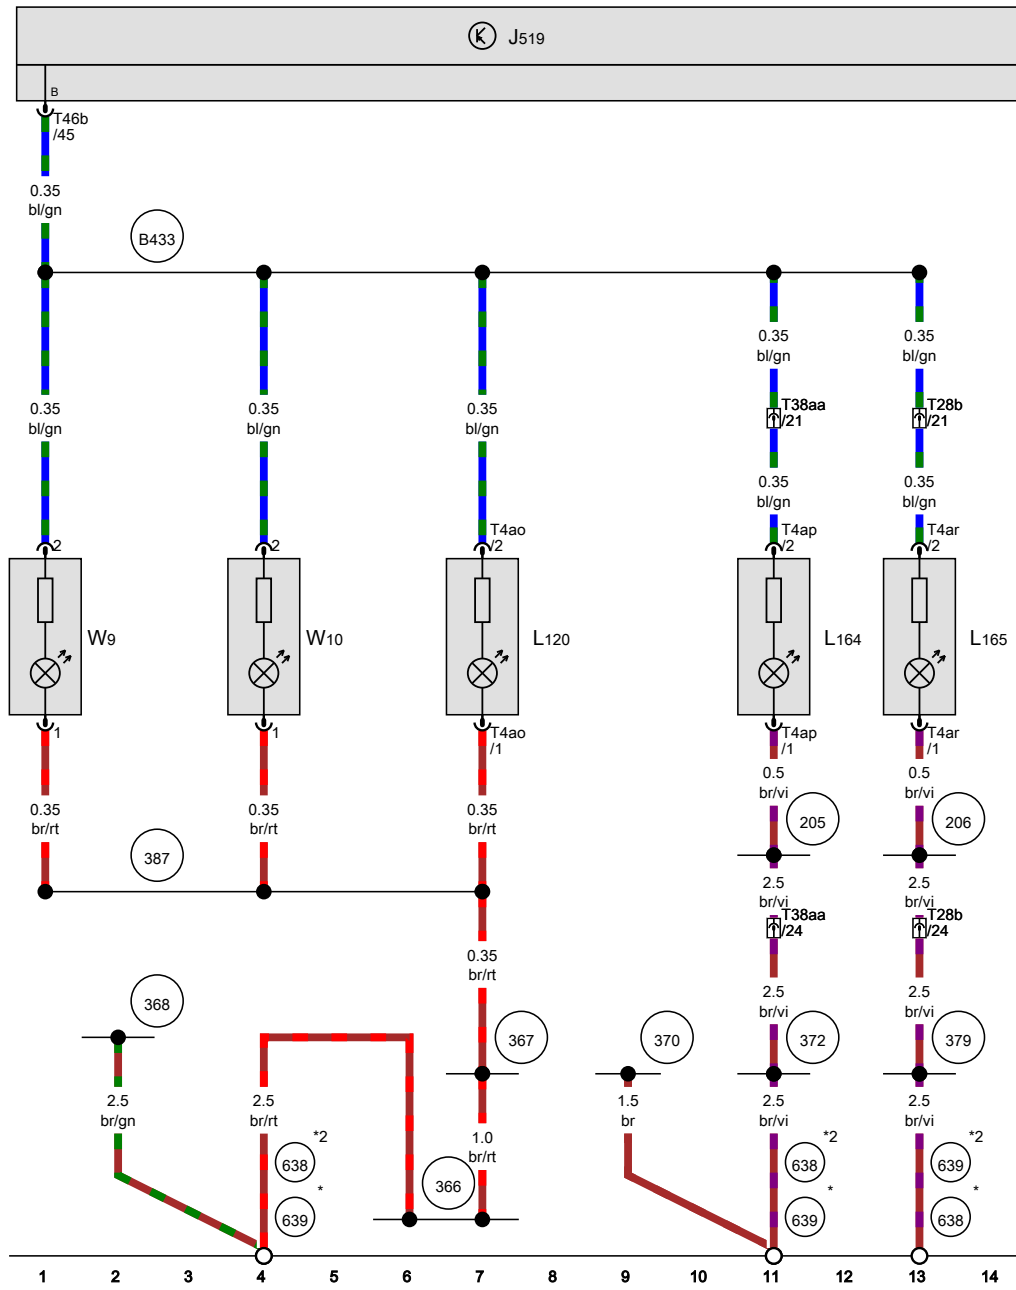 J519
B
T46b
/45
0.35
bl/gn
B433
0.35
bl/gn
0.35
bl/gn
T38aa
/21
T28b
/21
0.35
bl/gn
0.35
bl/gn
0.35
bl/gn
0.35
bl/gn
0.35
bl/gn
2
2
T4ao
/2
T4ap
/2
T4ar
/2
W9
W10
L120
L164
L165
1
1
T4ao
/1
T4ap
/1
T4ar
/1
0.5
br/vi
0.5
br/vi
0.35
br/rt
0.35
br/rt
0.35
br/rt
205
206
387
2.5
br/vi
2.5
br/vi
T38aa
/24
T28b
/24
0.35
br/rt
368
2.5
br/vi
2.5
br/vi
367
370
372
379
2.5
br/gn
2.5
br/rt
1.5
br
2.5
br/vi
2.5
br/vi
1.0
br/rt
*2
638
*
639
366
*2
638
*
639
*2
639
*
638
1 2 3 4 5 6 7 8 9 10 11 12 13 14